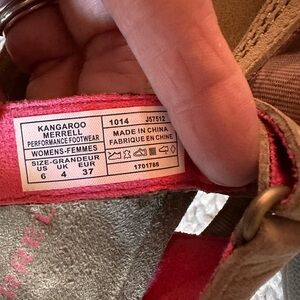 KANGAROO
MERRELL
PERFORMANCE FOOTWEAR
WOMENS-FEMMES
SIZE-GRANDEUR
US UK EUR
6 4 37
1014 J57512
MADE IN CHINA
FABRIQUE EN CHINE
1701786